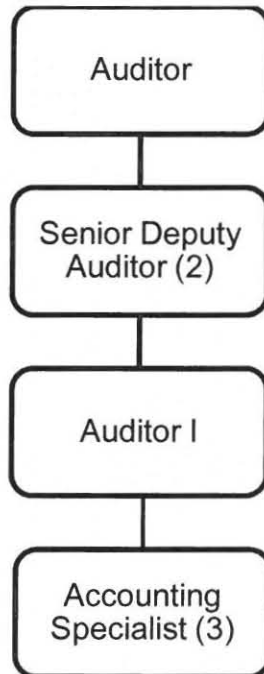 Auditor
Senior Deputy
Auditor (2)
Auditor I
Accounting
Specialist (3)